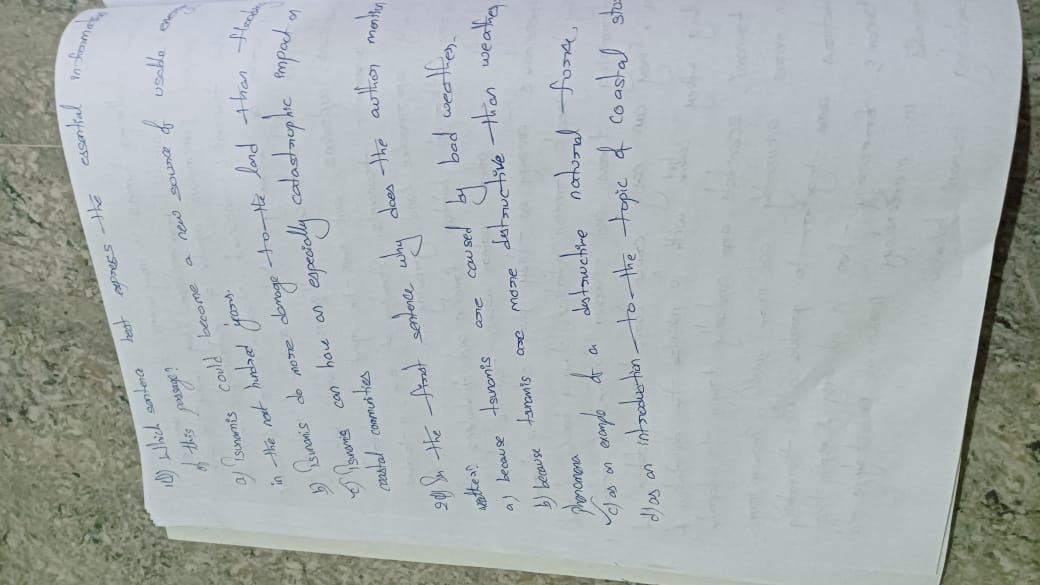 1Q) Which sentence best express the essential information
of this passage?
a) Tsunamis could become a new source of usable energy
in the next hundred years.
b) Tsunamis do more damage to the land than flooding
c) Tsunamis can have an especially catastrophic impact on
coastal communities
2Q) In the first sentence why does the author mention
weather?
a) because tsunamis are caused by bad weather.
b) because tsunamis are more destructive than weather
phenomena
c) as an example of a destructive natural force.
d) as an introduction to the topic of coastal